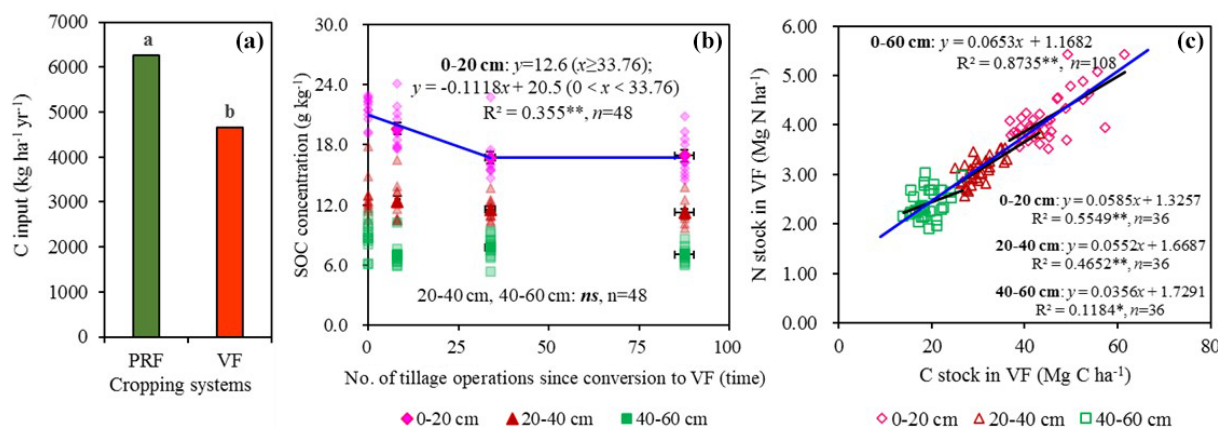 (a)
7000
6000
5000
4000
3000
2000
1000
0
C input (kg ha⁻¹ yr⁻¹)
a
b
PRF VF
Cropping systems
(b)
30.0
24.0
18.0
12.0
6.0
0.0
SOC concentration (g kg⁻¹)
0-20 cm: y=12.6 (x≥33.76);
y = -0.1118x + 20.5 (0 < x < 33.76)
R² = 0.355**, n=48
20-40 cm, 40-60 cm: ns, n=48
0 25 50 75 100
No. of tillage operations since conversion to VF (time)
0-20 cm 20-40 cm 40-60 cm
(c)
6.00
5.00
4.00
3.00
2.00
1.00
0.00
N stock in VF (Mg N ha⁻¹)
0-60 cm: y = 0.0653x + 1.1682
R² = 0.8735**, n=108
0-20 cm: y = 0.0585x + 1.3257
R² = 0.5549**, n=36
20-40 cm: y = 0.0552x + 1.6687
R² = 0.4652**, n=36
40-60 cm: y = 0.0356x + 1.7291
R² = 0.1184*, n=36
0 20 40 60 80
C stock in VF (Mg C ha⁻¹)
0-20 cm 20-40 cm 40-60 cm